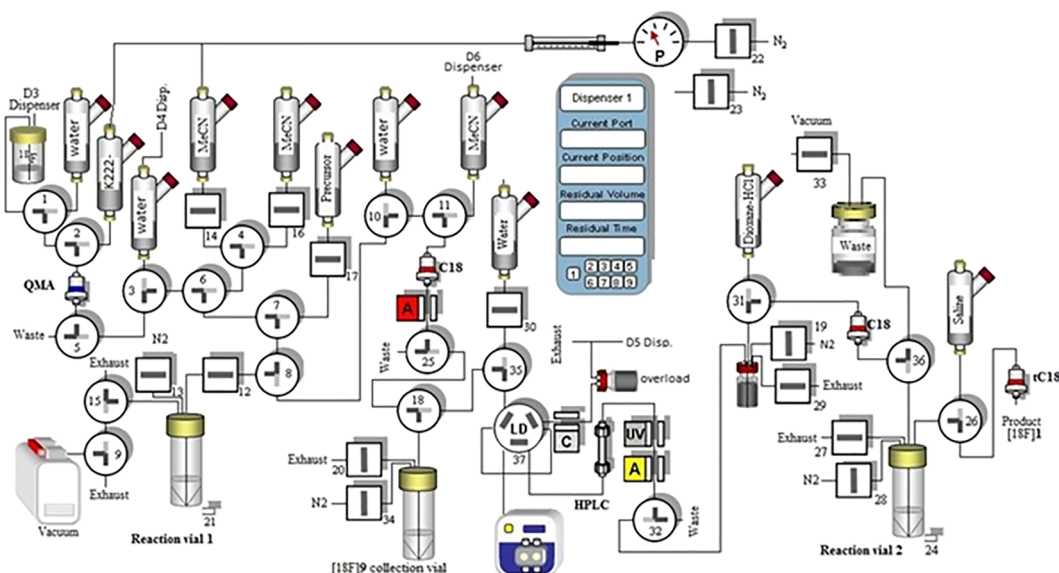 P
22
N₂
23
N₂
D3
Dispenser
water
K222-
D4 Disp.
water
MeCN
MeCN
Precursor
water
D6
Dispenser
MeCN
Water
Dispenser 1
Current Port
Current Position
Residual Volume
Residual Time
1
2 3 4 5
6 7 8 9
Vacuum
33
Waste
Dioxane-HCl
Saline
1
2
QMA
3
4
14
16
17
6
7
5
Waste
N2
8
10
11
C18
A
25
Waste
30
35
18
Exhaust
D5 Disp.
overload
LD
37
C
UV
A
HPLC
32
Waste
31
19
N2
29
Exhaust
C18
36
26
tC18
Product
[18F]1
Exhaust
15
13
12
9
Exhaust
Vacuum
21
Reaction vial 1
Exhaust
20
N2
34
[18F]9 collection vial
Exhaust
27
N2
28
Reaction vial 2
24